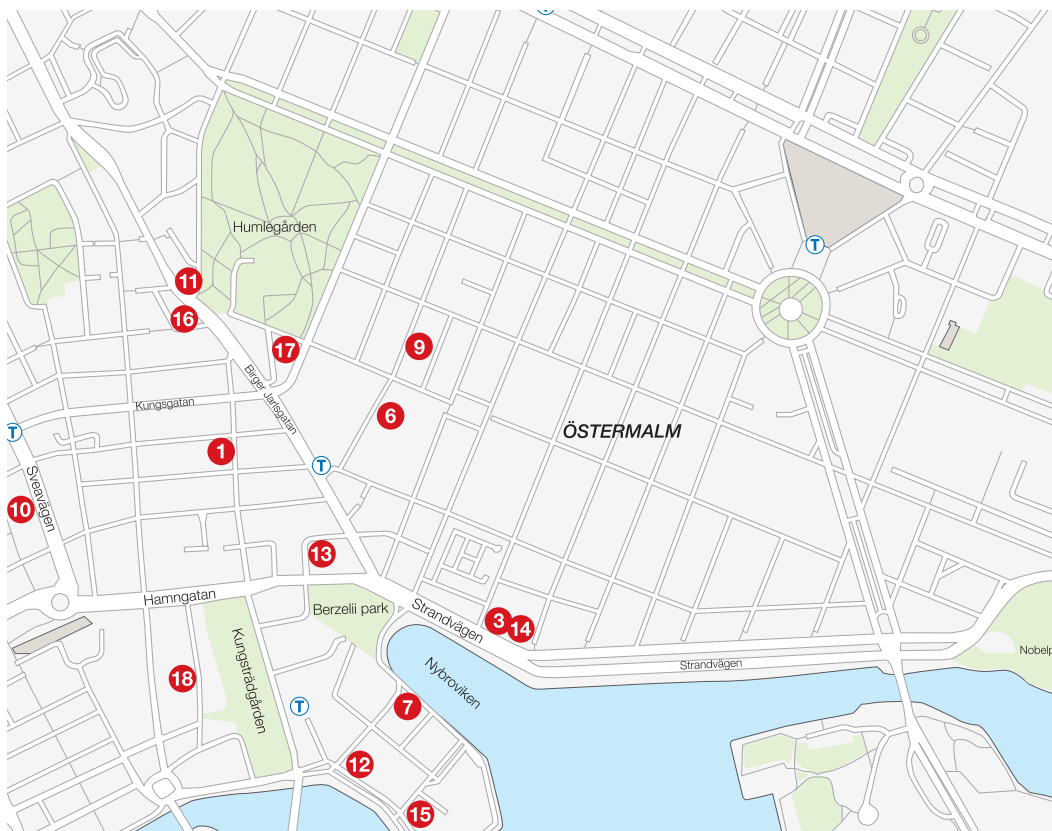 T
Humlegården
T
11
16
17
9
Birger Jarlsgatan
Kungsgatan
6
T
ÖSTERMALM
1
T
Sveavägen
10
13
Hamngatan
Berzelii park
Strandvägen
3
14
Kungsträdgården
Nybroviken
Strandvägen
Nobelp
18
T
7
12
15